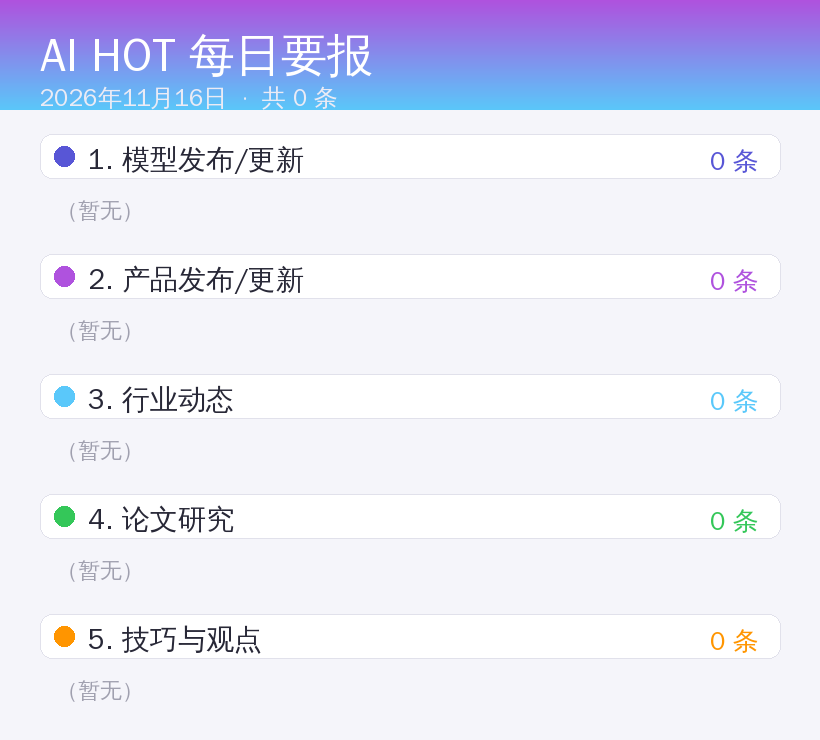 AI HOT 每日要报
2026年11月16日 · 共 0 条
1. 模型发布/更新 0 条
（暂无）
2. 产品发布/更新 0 条
（暂无）
3. 行业动态 0 条
（暂无）
4. 论文研究 0 条
（暂无）
5. 技巧与观点 0 条
（暂无）